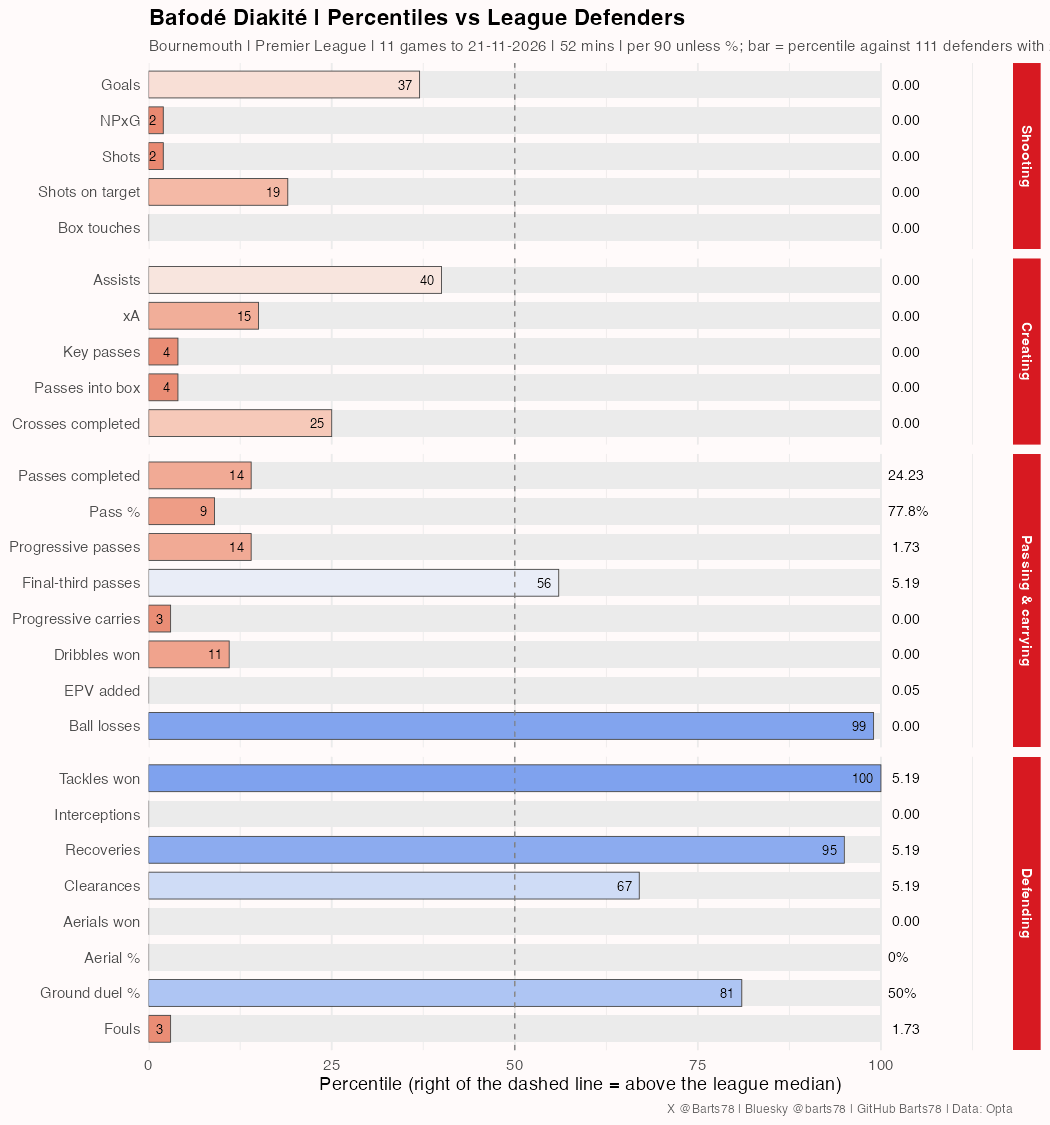 Bafodé Diakité | Percentiles vs League Defenders
Bournemouth | Premier League | 11 games to 21-11-2026 | 52 mins | per 90 unless %; bar = percentile against 111 defenders with
Shooting
Goals 37 0.00
NPxG 2 0.00
Shots 2 0.00
Shots on target 19 0.00
Box touches 0.00
Creating
Assists 40 0.00
xA 15 0.00
Key passes 4 0.00
Passes into box 4 0.00
Crosses completed 25 0.00
Passing & carrying
Passes completed 14 24.23
Pass % 9 77.8%
Progressive passes 14 1.73
Final-third passes 56 5.19
Progressive carries 3 0.00
Dribbles won 11 0.00
EPV added 0.05
Ball losses 99 0.00
Defending
Tackles won 100 5.19
Interceptions 0.00
Recoveries 95 5.19
Clearances 67 5.19
Aerials won 0.00
Aerial % 0%
Ground duel % 81 50%
Fouls 3 1.73
0 25 50 75 100
Percentile (right of the dashed line = above the league median)
X @Barts78 | Bluesky @barts78 | GitHub Barts78 | Data: Opta